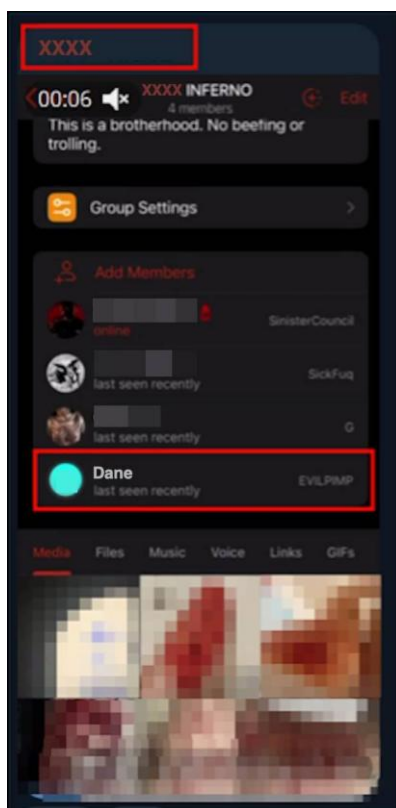 XXXX
00:06
XXXX INFERNO
Edit
4 members
This is a brotherhood. No beefing or
trolling.
Group Settings
Add Members
online
SinisterCouncil
last seen recently
SickFuq
last seen recently
G
Dane
last seen recently
EVILPIMP
Media Files Music Voice Links GIFs